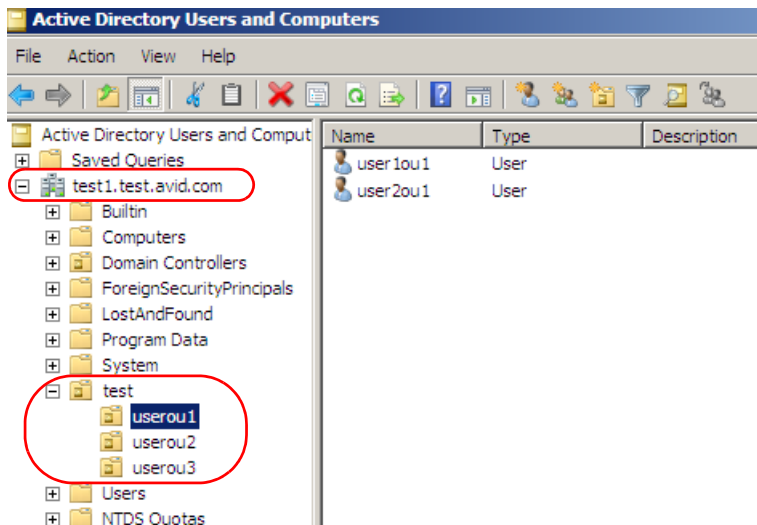 Active Directory Users and Computers
File Action View Help
Active Directory Users and Comput
Name Type Description
Saved Queries
user1ou1 User
test1.test.avid.com
user2ou1 User
Builtin
Computers
Domain Controllers
ForeignSecurityPrincipals
LostAndFound
Program Data
System
test
userou1
userou2
userou3
Users
NTDS Quotas